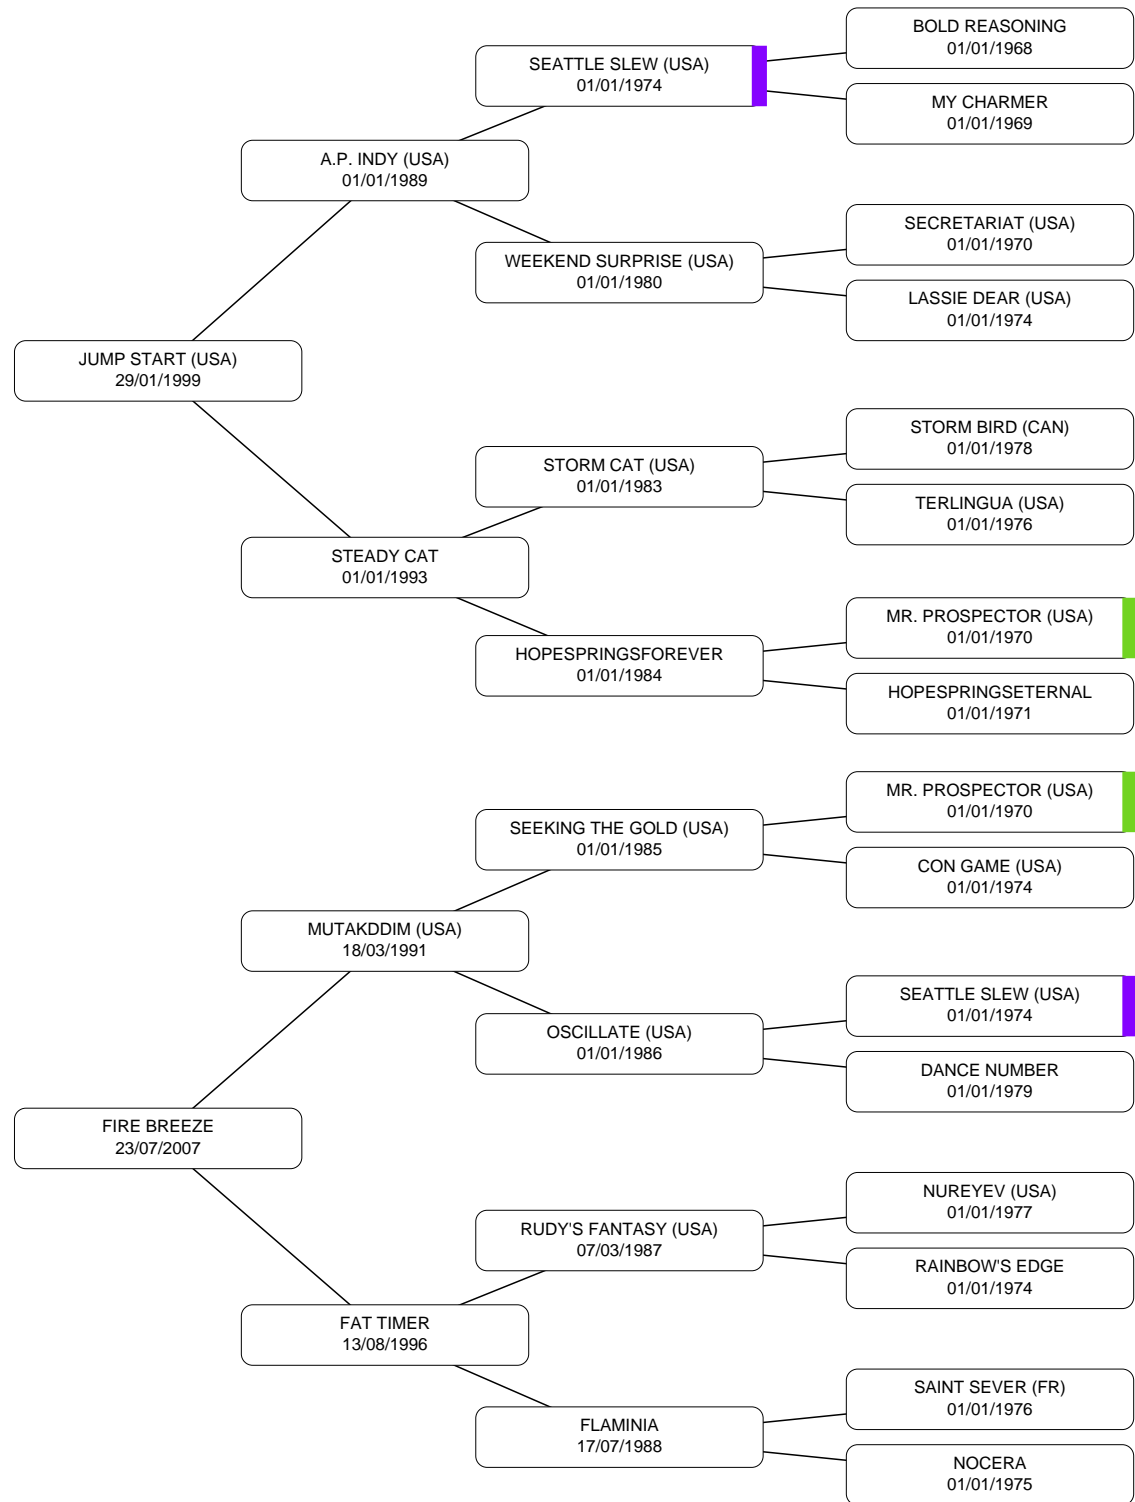 BOLD REASONING
01/01/1968
SEATTLE SLEW (USA)
01/01/1974
MY CHARMER
01/01/1969
A.P. INDY (USA)
01/01/1989
SECRETARIAT (USA)
01/01/1970
WEEKEND SURPRISE (USA)
01/01/1980
LASSIE DEAR (USA)
01/01/1974
JUMP START (USA)
29/01/1999
STORM BIRD (CAN)
01/01/1978
STORM CAT (USA)
01/01/1983
TERLINGUA (USA)
01/01/1976
STEADY CAT
01/01/1993
MR. PROSPECTOR (USA)
01/01/1970
HOPESPRINGSFOREVER
01/01/1984
HOPESPRINGSETERNAL
01/01/1971
MR. PROSPECTOR (USA)
01/01/1970
SEEKING THE GOLD (USA)
01/01/1985
CON GAME (USA)
01/01/1974
MUTAKDDIM (USA)
18/03/1991
SEATTLE SLEW (USA)
01/01/1974
OSCILLATE (USA)
01/01/1986
DANCE NUMBER
01/01/1979
FIRE BREEZE
23/07/2007
NUREYEV (USA)
01/01/1977
RUDY'S FANTASY (USA)
07/03/1987
RAINBOW'S EDGE
01/01/1974
FAT TIMER
13/08/1996
SAINT SEVER (FR)
01/01/1976
FLAMINIA
17/07/1988
NOCERA
01/01/1975